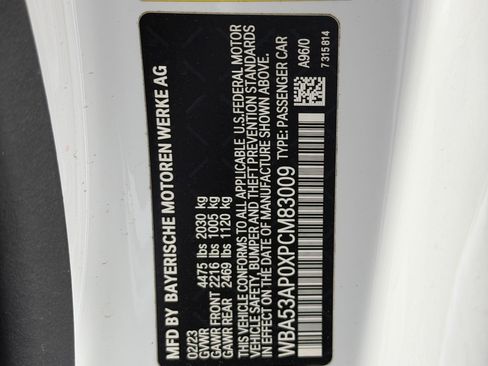 MFD BY BAYERISCHE MOTOREN WERKE AG
02/23
GVWR 4475 lbs 2030 kg
GAWR FRONT 2216 lbs 1005 kg
GAWR REAR 2469 lbs 1120 kg
THIS VEHICLE CONFORMS TO ALL APPLICABLE U.S.FEDERAL MOTOR
VEHICLE SAFETY, BUMPER AND THEFT PREVENTION STANDARDS
IN EFFECT ON THE DATE OF MANUFACTURE SHOWN ABOVE.
WBA53AP0XPCM83009 TYPE: PASSENGER CAR
A96/0
7 315 814